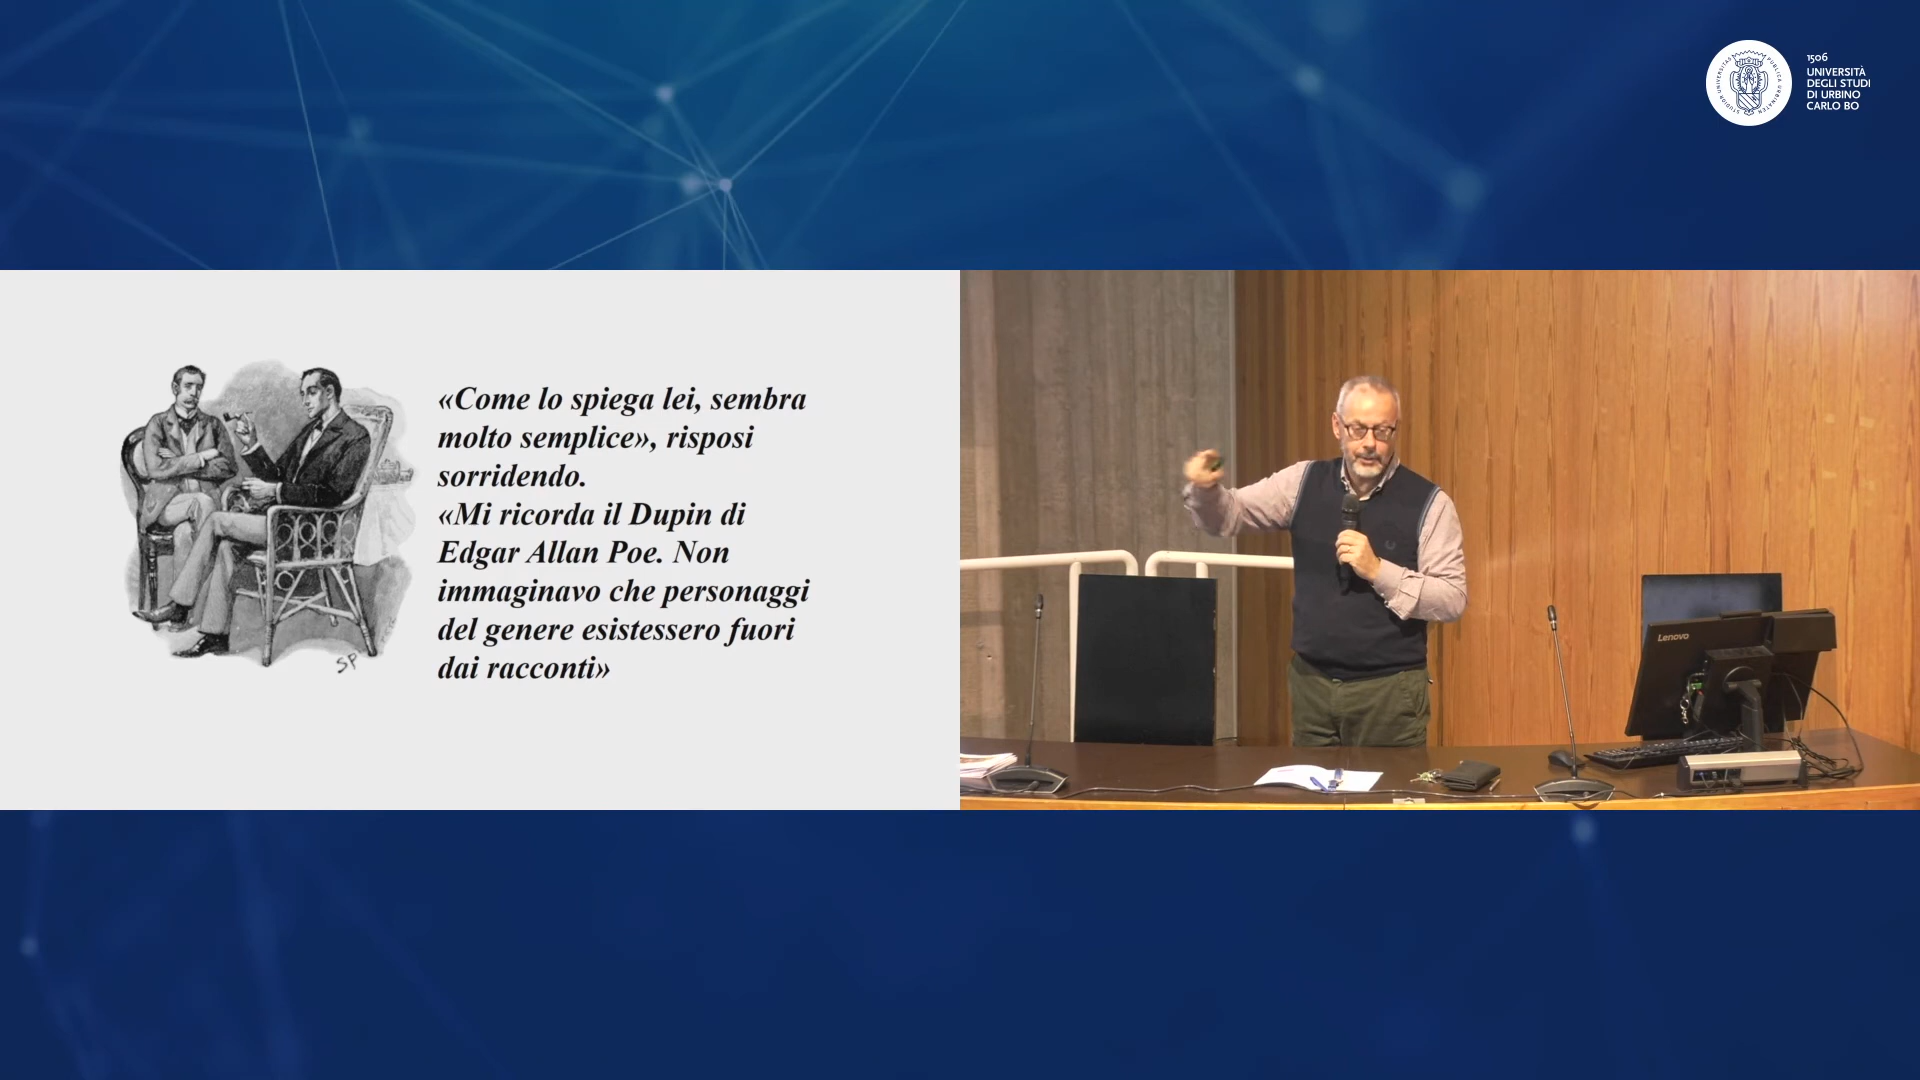 1506
UNIVERSITÀ
DEGLI STUDI
DI URBINO
CARLO BO
«Come lo spiega lei, sembra
molto semplice», risposi
sorridendo.
«Mi ricorda il Dupin di
Edgar Allan Poe. Non
immaginavo che personaggi
del genere esistessero fuori
dai racconti»
SP
Lenovo